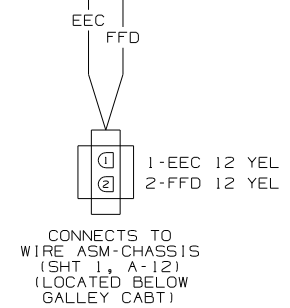 EEC
FFD
1 1-EEC 12 YEL
2 2-FFD 12 YEL
CONNECTS TO
WIRE ASM-CHASSIS
(SHT 1, A-12)
(LOCATED BELOW
GALLEY CABT)